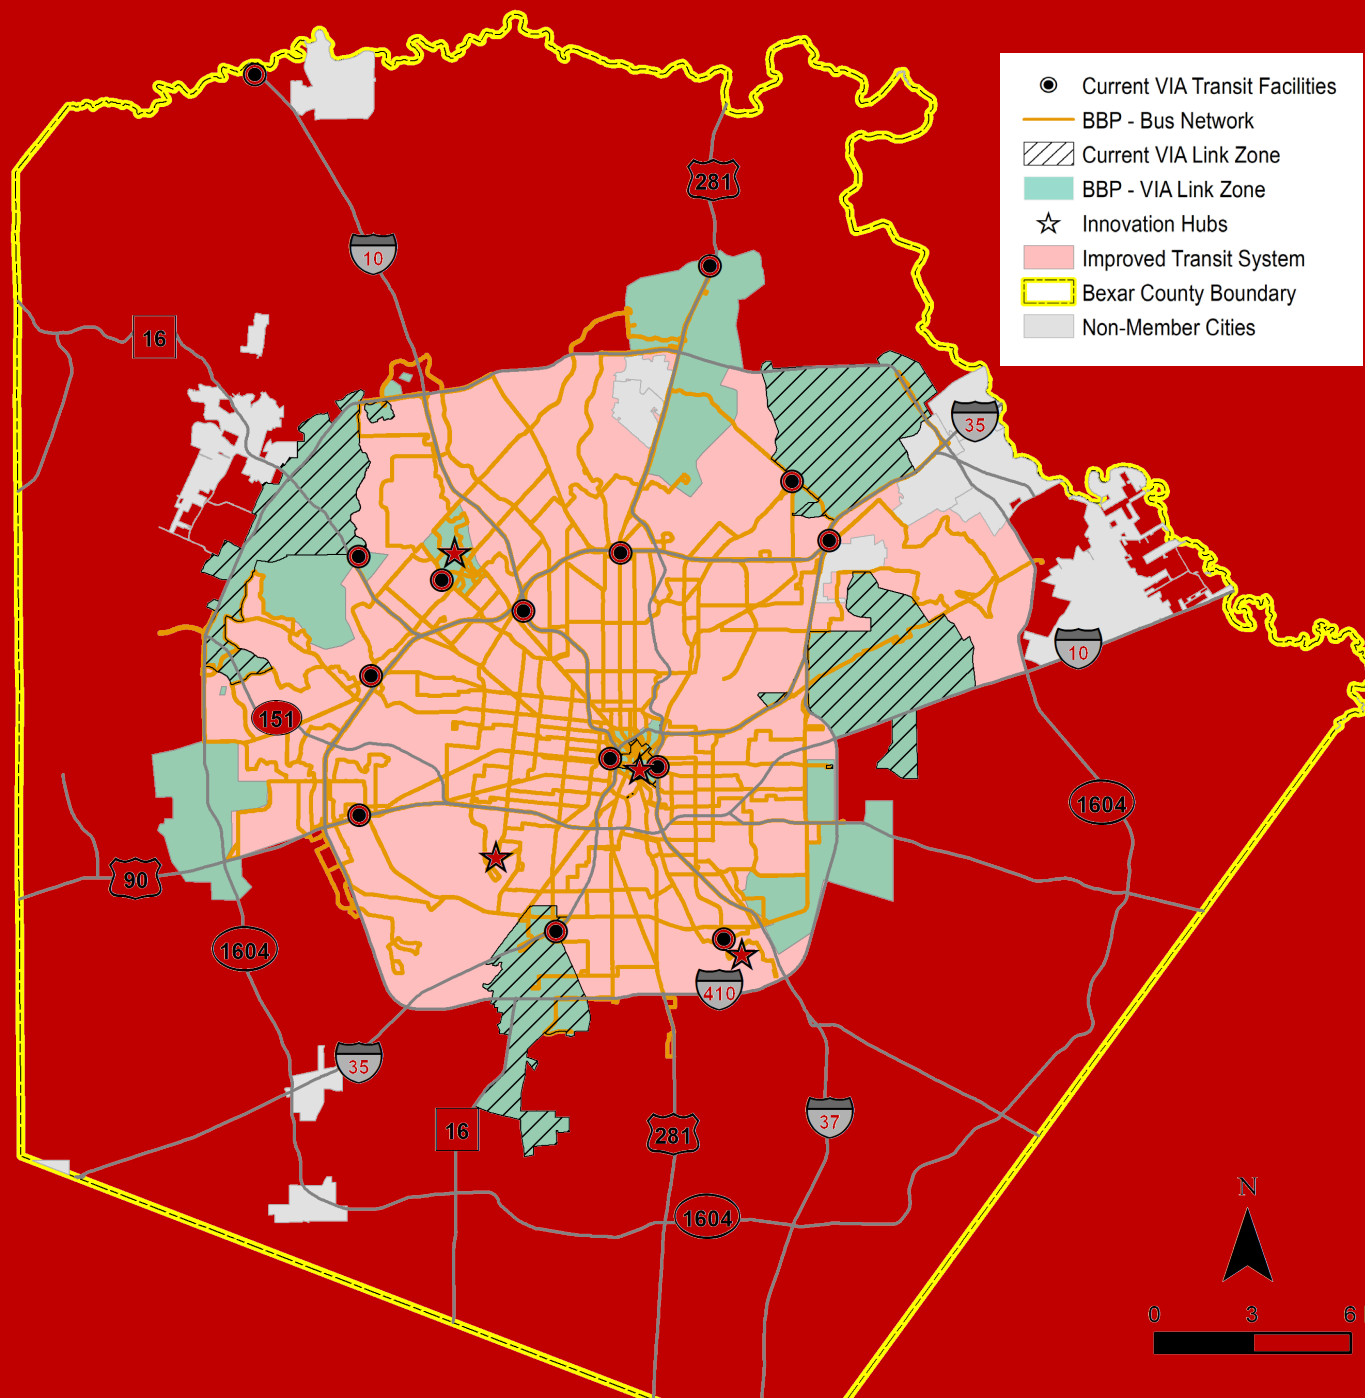 Current VIA Transit Facilities
BBP - Bus Network
Current VIA Link Zone
BBP - VIA Link Zone
Innovation Hubs
Improved Transit System
Bexar County Boundary
Non-Member Cities
281
10
16
35
10
151
1604
90
1604
410
35
37
16
281
1604
N
0 3 6